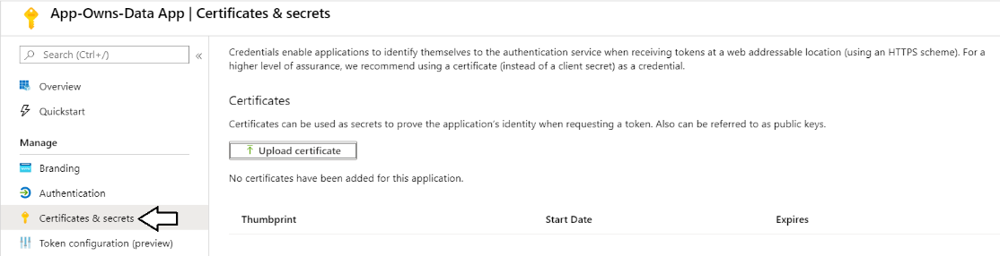 App-Owns-Data App | Certificates & secrets
Search (Ctrl+/)
«
Overview
Quickstart
Manage
Branding
Authentication
Certificates & secrets
Token configuration (preview)
Credentials enable applications to identify themselves to the authentication service when receiving tokens at a web addressable location (using an HTTPS scheme). For a
higher level of assurance, we recommend using a certificate (instead of a client secret) as a credential.
Certificates
Certificates can be used as secrets to prove the application's identity when requesting a token. Also can be referred to as public keys.
Upload certificate
No certificates have been added for this application.
Thumbprint Start Date Expires